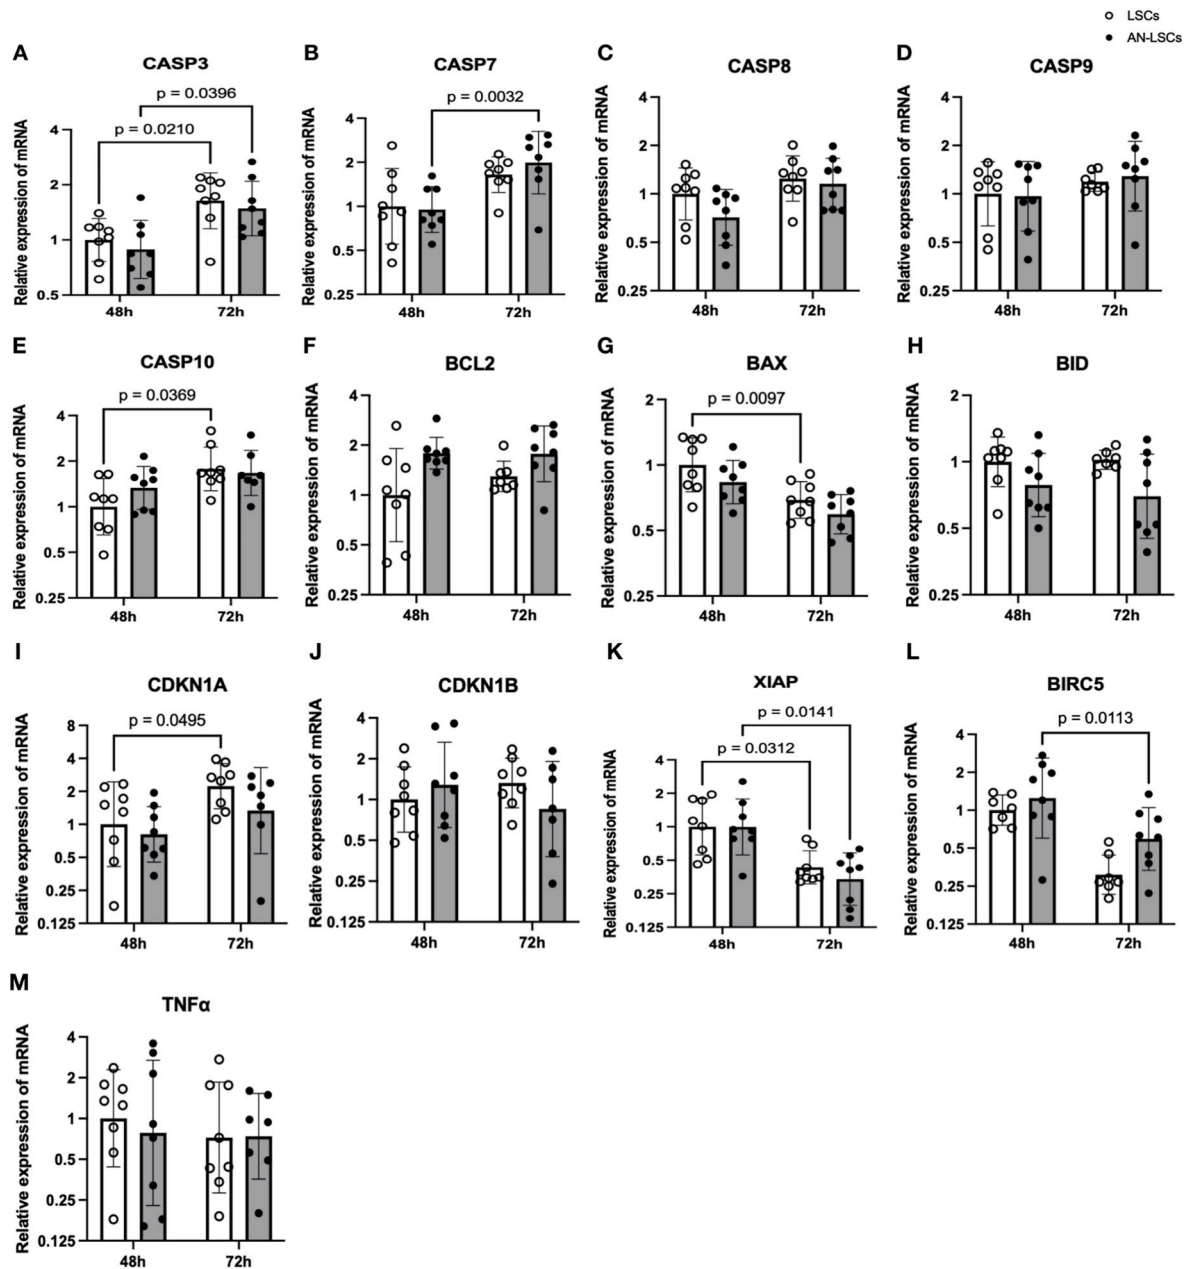 LSCs
AN-LSCs
A
CASP3
p = 0.0396
p = 0.0210
Relative expression of mRNA
4
2
1
0.5
48h
72h
B
CASP7
p = 0.0032
Relative expression of mRNA
4
2
1
0.5
0.25
48h
72h
C
CASP8
Relative expression of mRNA
4
2
1
0.5
0.25
48h
72h
D
CASP9
Relative expression of mRNA
4
2
1
0.5
0.25
48h
72h
E
CASP10
p = 0.0369
Relative expression of mRNA
4
2
1
0.5
0.25
48h
72h
F
BCL2
Relative expression of mRNA
4
2
1
0.5
0.25
48h
72h
G
BAX
p = 0.0097
Relative expression of mRNA
2
1
0.5
0.25
48h
72h
H
BID
Relative expression of mRNA
2
1
0.5
0.25
48h
72h
I
CDKN1A
p = 0.0495
Relative expression of mRNA
8
4
2
1
0.5
0.25
0.125
48h
72h
J
CDKN1B
Relative expression of mRNA
4
2
1
0.5
0.25
0.125
48h
72h
K
XIAP
p = 0.0141
p = 0.0312
Relative expression of mRNA
4
2
1
0.5
0.25
0.125
48h
72h
L
BIRC5
p = 0.0113
Relative expression of mRNA
4
2
1
0.5
0.25
0.125
48h
72h
M
TNFα
Relative expression of mRNA
4
2
1
0.5
0.25
0.125
48h
72h